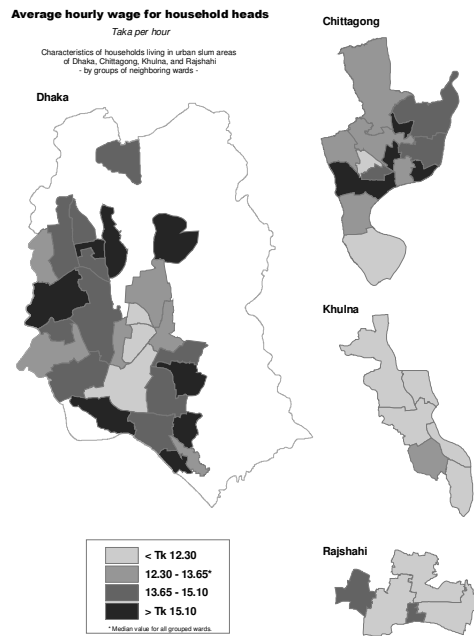 Average hourly wage for household heads
Taka per hour
Characteristics of households living in urban slum areas
of Dhaka, Chittagong, Khulna, and Rajshahi
- by groups of neighboring wards -
Chittagong
Dhaka
Khulna
Rajshahi
< Tk 12.30
12.30 - 13.65*
13.65 - 15.10
> Tk 15.10
* Median value for all grouped wards.